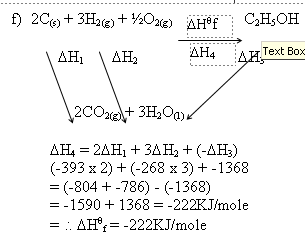 f) 2C(s) + 3H2(g) + ½O2(g) ΔHθf C2H5OH
ΔH4 Text Box
ΔH1 ΔH2 ΔH3
2CO2(g) + 3H2O(l)
ΔH4 = 2ΔH1 + 3ΔH2 + (-ΔH3)
(-393 x 2) + (-268 x 3) + -1368
= (-804 + -786) - (-1368)
= -1590 + 1368 = -222KJ/mole
= ∴ ΔHθf = -222KJ/mole